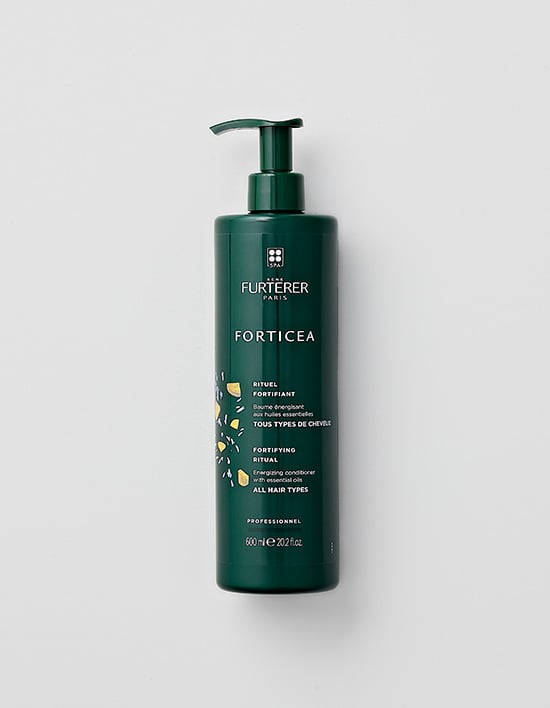 SPA
RENE
FURTERER
PARIS
FORTICEA
RITUEL
FORTIFIANT
Baume énergisant
aux huiles essentielles
TOUS TYPES DE CHEVEUX
FORTIFYING
RITUAL
Energizing conditioner
with essential oils
ALL HAIR TYPES
PROFESSIONNEL
600 ml ℮ 20.2 fl.oz.